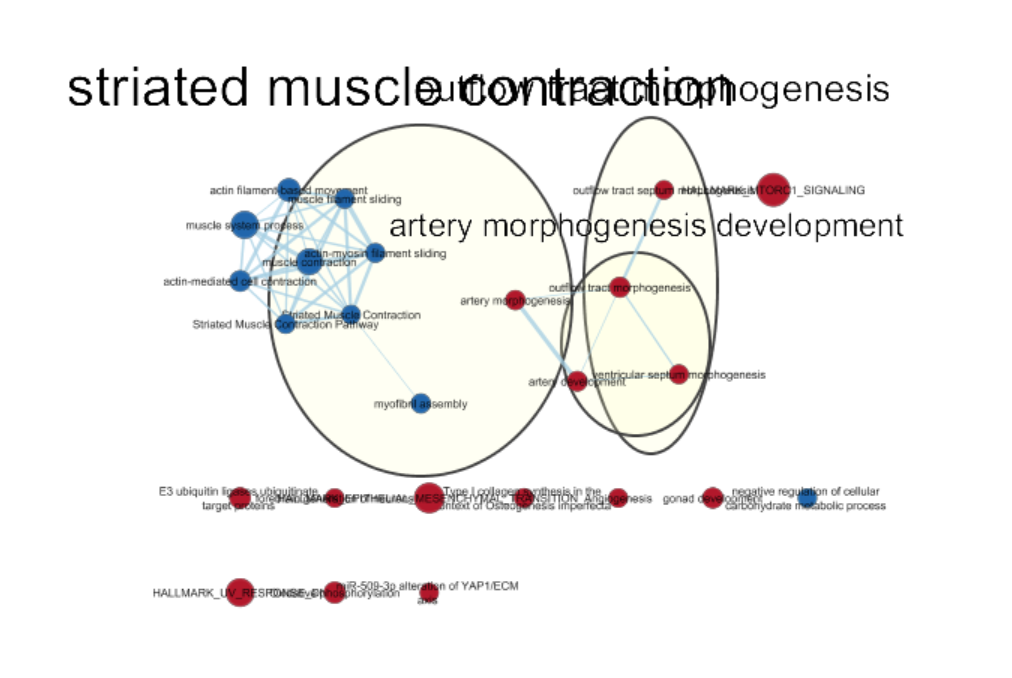 striated muscle contraction
outflow tract morphogenesis
actin filament-based movement
muscle filament sliding
outflow tract septum morphogenesis
HALLMARK_MTORC1_SIGNALING
muscle system process
artery morphogenesis development
actin-myosin filament sliding
muscle contraction
actin-mediated cell contraction
outflow tract morphogenesis
artery morphogenesis
Striated Muscle Contraction
Striated Muscle Contraction Pathway
ventricular septum morphogenesis
artery development
myofibril assembly
E3 ubiquitin ligases ubiquitinate
target proteins
HALLMARK_EPITHELIAL_MESENCHYMAL_TRANSITION
Type I collagen synthesis in the
context of Osteogenesis imperfecta
Angiogenesis
gonad development
negative regulation of cellular
carbohydrate metabolic process
HALLMARK_UV_RESPONSE
phosphorylation
miR-509-3p alteration of YAP1/ECM
axis